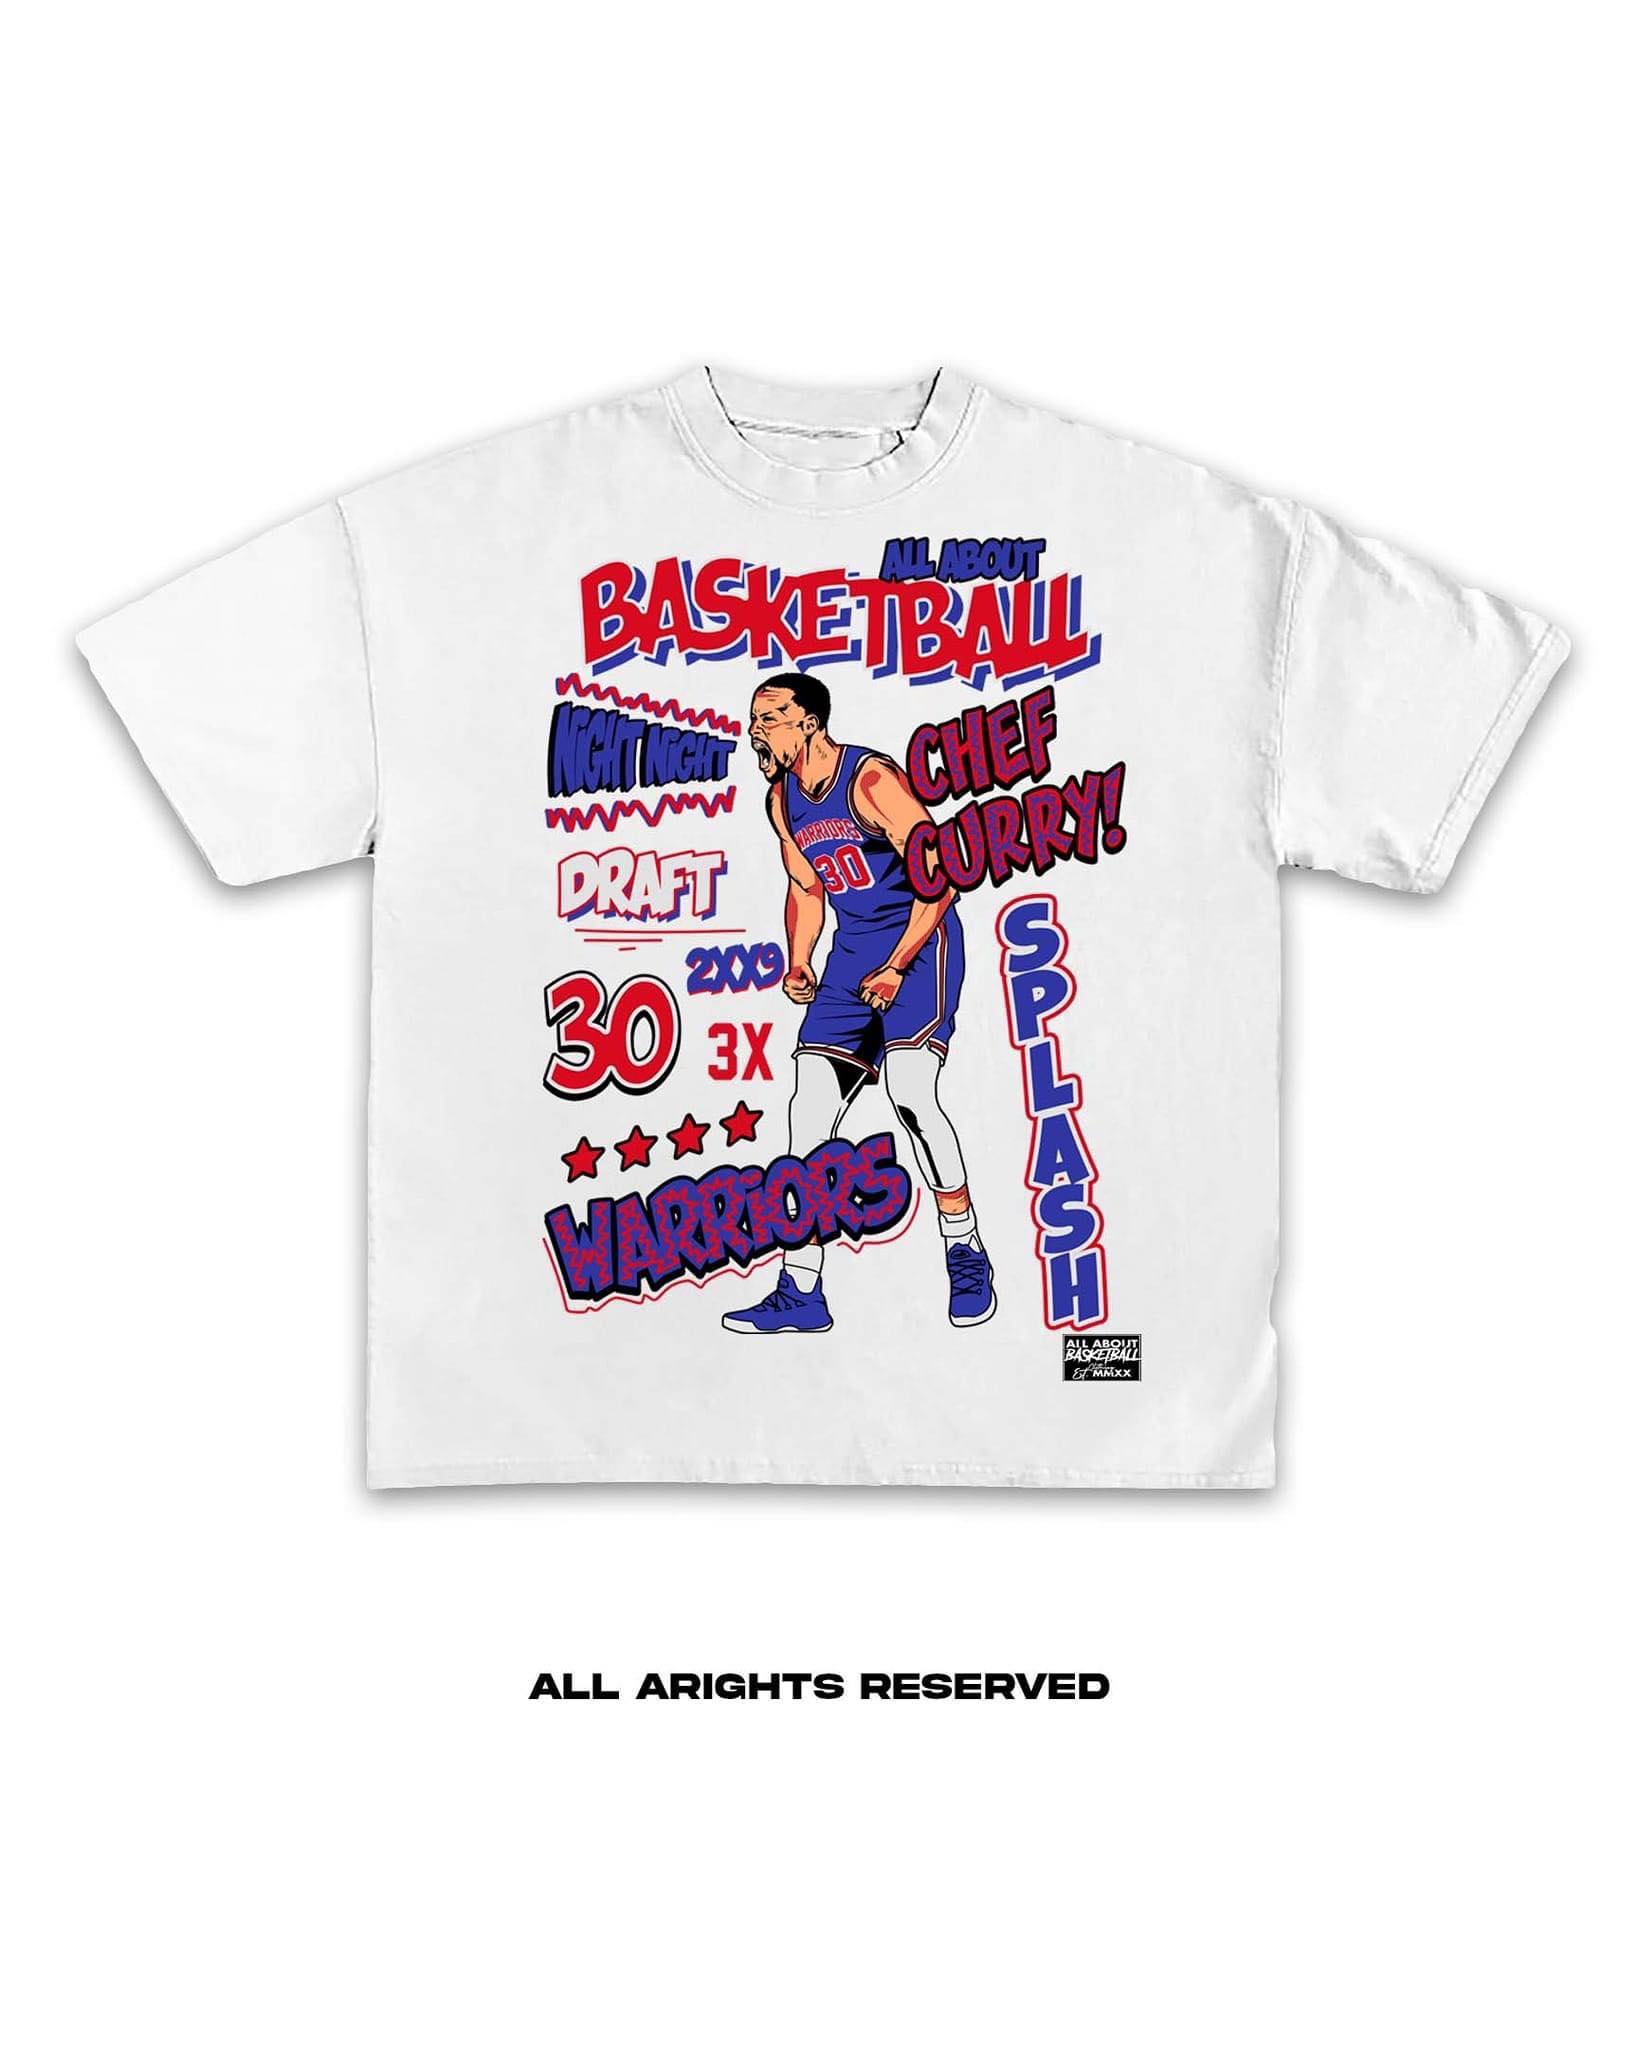 ALL ABOUT
BASKETBALL
NIGHT NIGHT
CHEF
CURRY!
WARRIORS
30
DRAFT
2XX9
30
3X
SPLASH
WARRIORS
ALL ABOUT
BASKETBALL
Est. MMXX
ALL ARIGHTS RESERVED